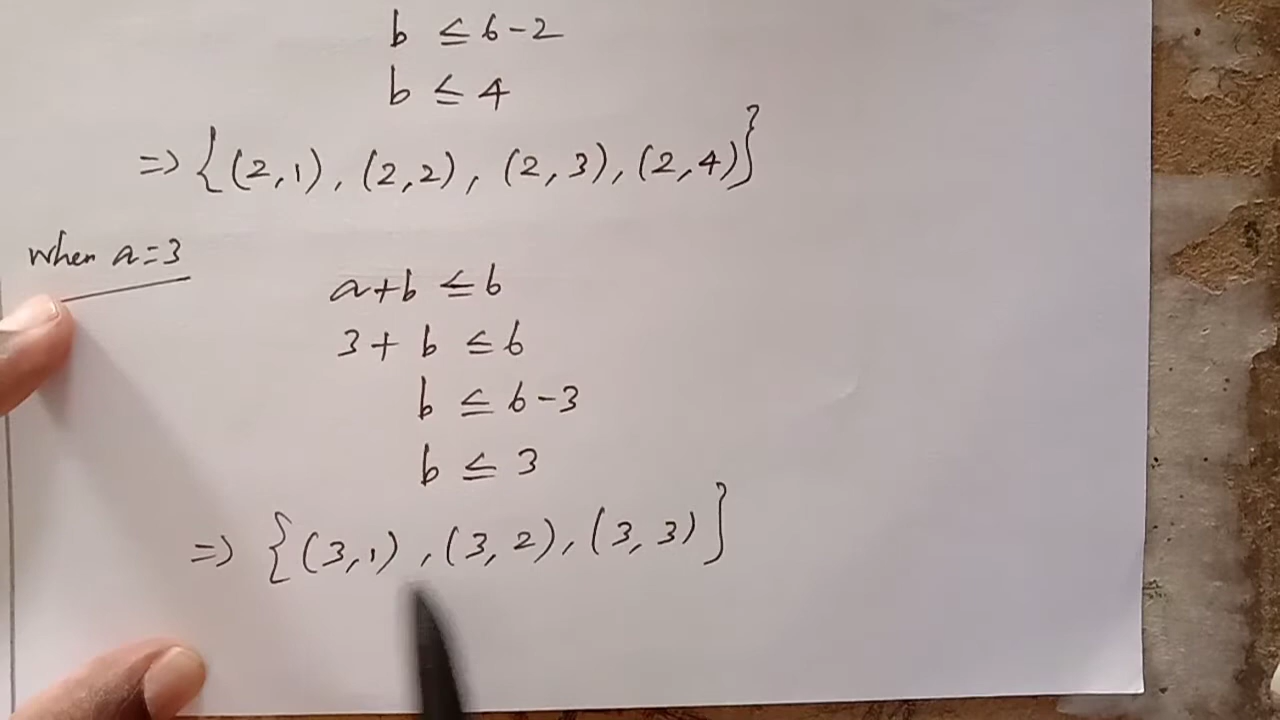 b ≤ 6-2
b ≤ 4
=> {(2,1), (2,2), (2,3), (2,4)}
when a=3
a+b ≤ 6
3+ b ≤ 6
b ≤ 6-3
b ≤ 3
=> {(3,1), (3,2), (3,3)}